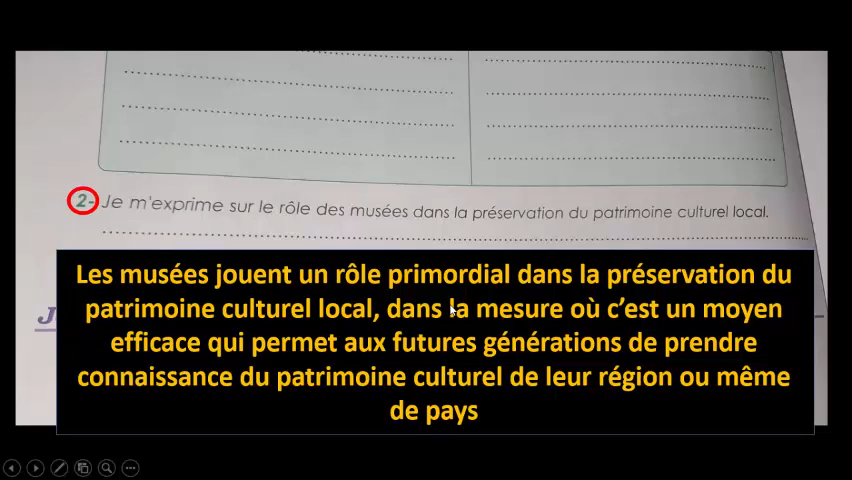 2- Je m'exprime sur le rôle des musées dans la préservation du patrimoine culturel local.
Les musées jouent un rôle primordial dans la préservation du
patrimoine culturel local, dans la mesure où c’est un moyen
efficace qui permet aux futures générations de prendre
connaissance du patrimoine culturel de leur région ou même
de pays